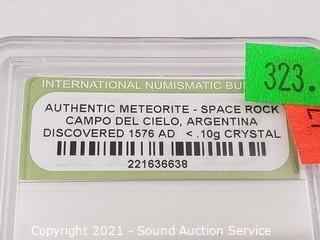 323.
INTERNATIONAL NUMISMATIC
AUTHENTIC METEORITE - SPACE ROCK
CAMPO DEL CIELO, ARGENTINA
DISCOVERED 1576 AD < .10g CRYSTAL
221636638
Copyright 2021 - Sound Auction Service